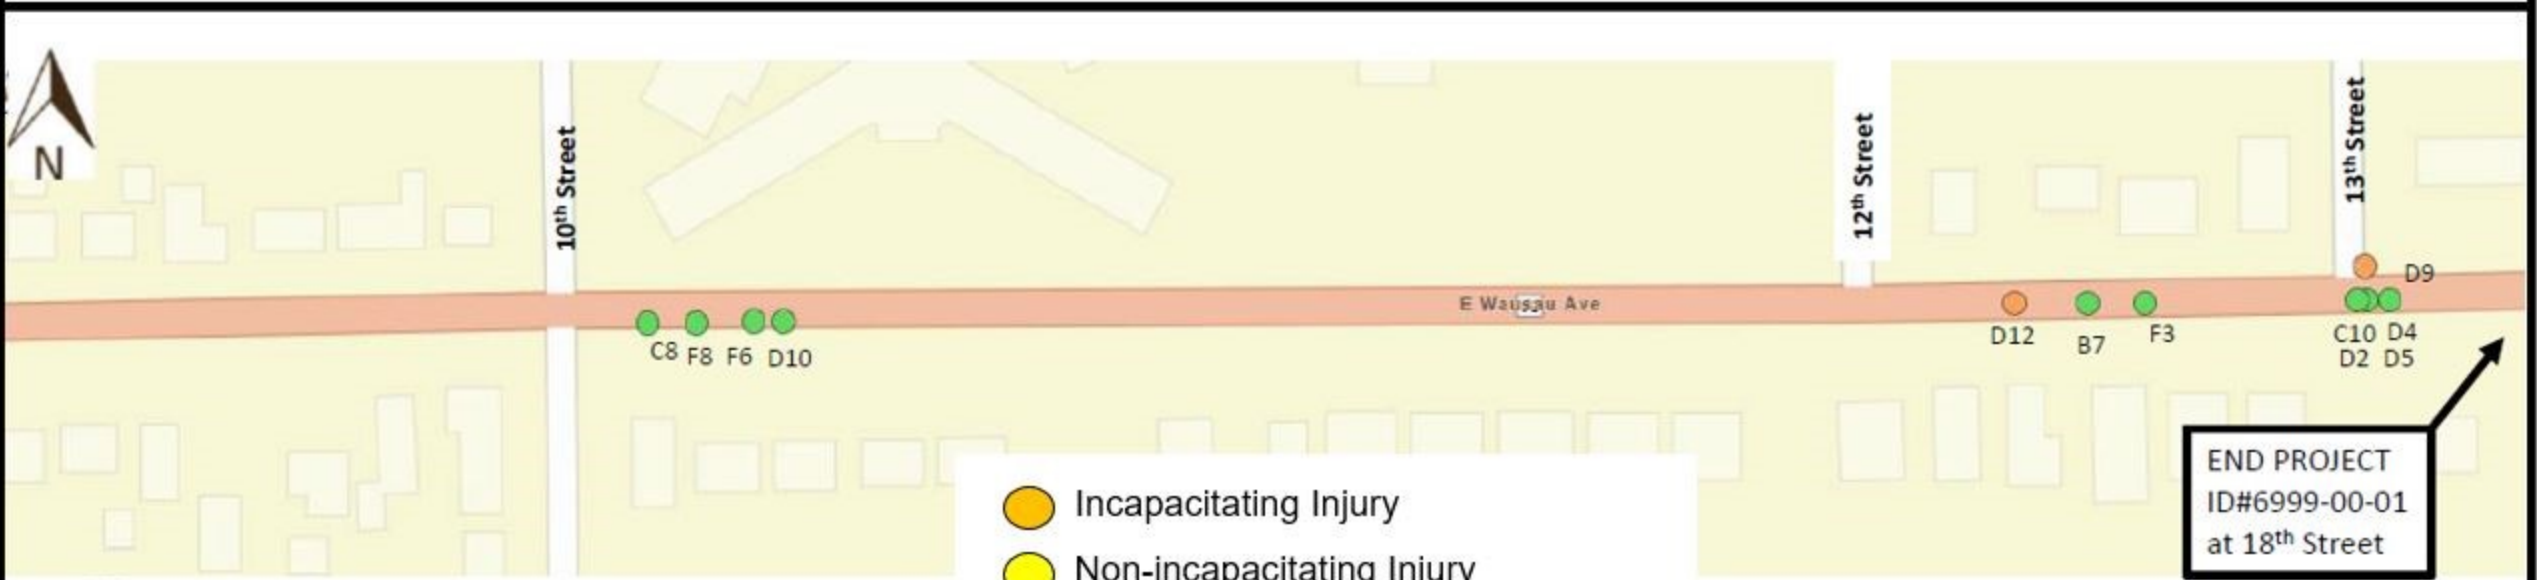 N
10th Street
12th Street
13th Street
E Wausau Ave
D9
C8 F8 F6 D10
D12 B7 F3
C10 D4
D2 D5
END PROJECT
ID#6999-00-01
at 18th Street
Incapacitating Injury
Non-incapacitating Injury